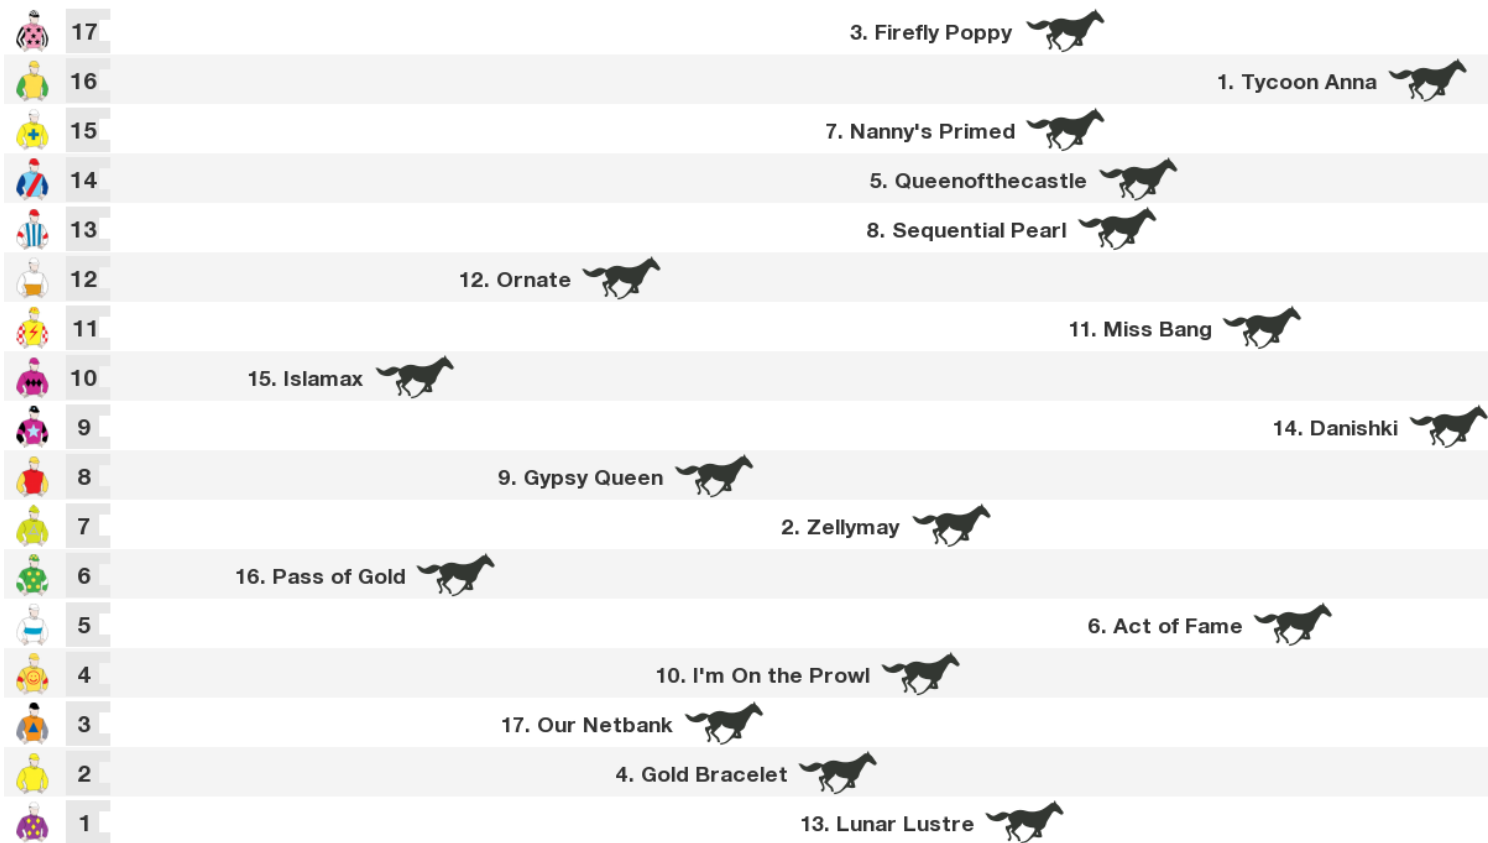 17 3. Firefly Poppy
16 1. Tycoon Anna
15 7. Nanny's Primed
14 5. Queenofthecastle
13 8. Sequential Pearl
12 12. Ornate
11 11. Miss Bang
10 15. Islamax
9 14. Danishki
8 9. Gypsy Queen
7 2. Zellymay
6 16. Pass of Gold
5 6. Act of Fame
4 10. I'm On the Prowl
3 17. Our Netbank
2 4. Gold Bracelet
1 13. Lunar Lustre